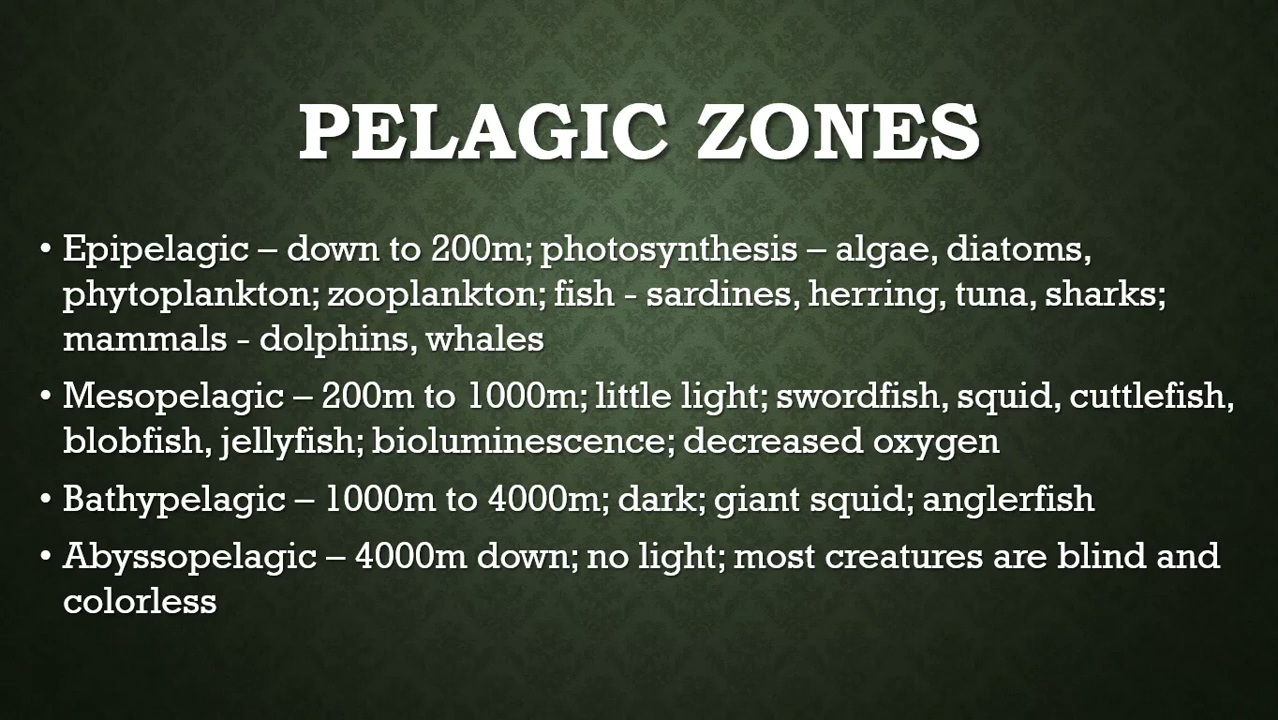 PELAGIC ZONES
• Epipelagic – down to 200m; photosynthesis – algae, diatoms,
phytoplankton; zooplankton; fish - sardines, herring, tuna, sharks;
mammals - dolphins, whales
• Mesopelagic – 200m to 1000m; little light; swordfish, squid, cuttlefish,
blobfish, jellyfish; bioluminescence; decreased oxygen
• Bathypelagic – 1000m to 4000m; dark; giant squid; anglerfish
• Abyssopelagic – 4000m down; no light; most creatures are blind and
colorless